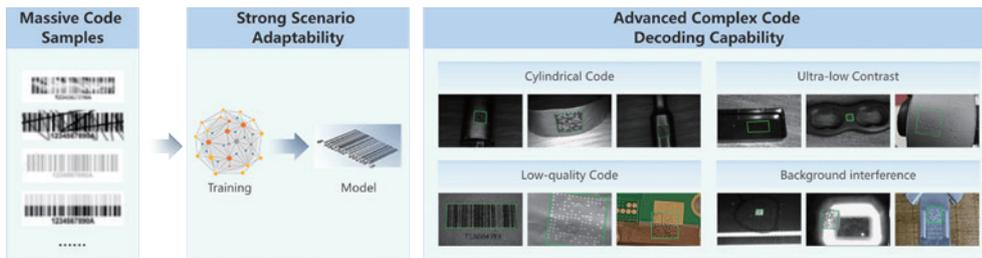 Massive Code
Samples
1234567890A
1234567890A
1234567890A
......
Strong Scenario
Adaptability
Training
Model
Advanced Complex Code
Decoding Capability
Cylindrical Code
Ultra-low Contrast
Low-quality Code
Background interference